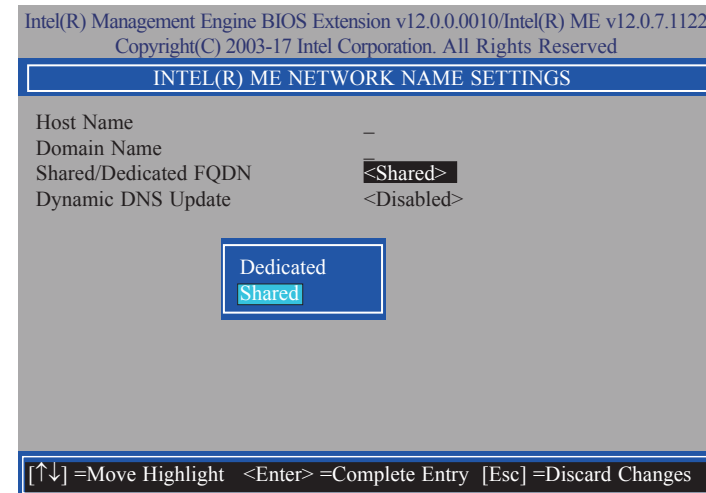 Intel(R) Management Engine BIOS Extension v12.0.0.0010/Intel(R) ME v12.0.7.1122
Copyright(C) 2003-17 Intel Corporation. All Rights Reserved
INTEL(R) ME NETWORK NAME SETTINGS
Host Name _
Domain Name _
Shared/Dedicated FQDN <Shared>
Dynamic DNS Update <Disabled>
Dedicated
Shared
[↑↓] =Move Highlight <Enter> =Complete Entry [Esc] =Discard Changes